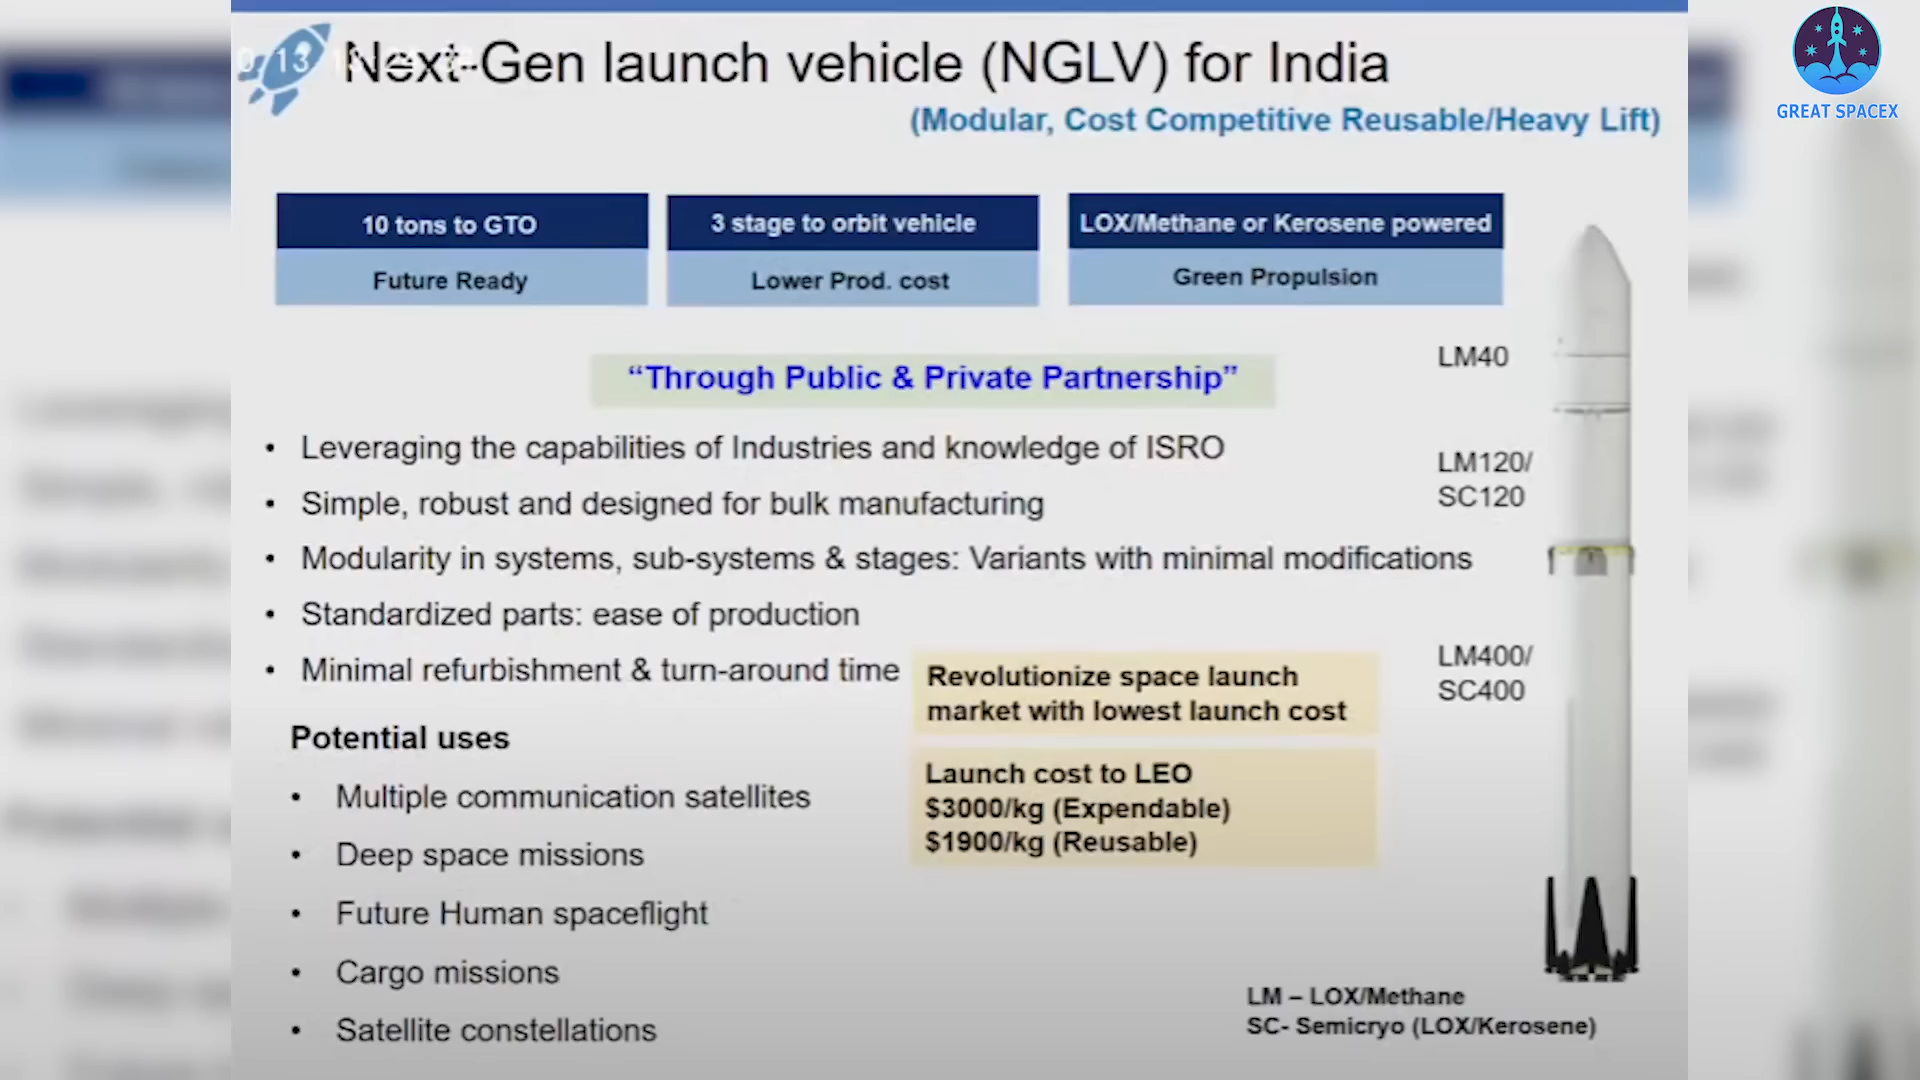 Next-Gen launch vehicle (NGLV) for India
(Modular, Cost Competitive Reusable/Heavy Lift)
GREAT SPACEX
10 tons to GTO
Future Ready
3 stage to orbit vehicle
Lower Prod. cost
LOX/Methane or Kerosene powered
Green Propulsion
“Through Public & Private Partnership”
• Leveraging the capabilities of Industries and knowledge of ISRO
• Simple, robust and designed for bulk manufacturing
• Modularity in systems, sub-systems & stages: Variants with minimal modifications
• Standardized parts: ease of production
• Minimal refurbishment & turn-around time
Revolutionize space launch
market with lowest launch cost
Launch cost to LEO
$3000/kg (Expendable)
$1900/kg (Reusable)
Potential uses
• Multiple communication satellites
• Deep space missions
• Future Human spaceflight
• Cargo missions
• Satellite constellations
LM40
LM120/
SC120
LM400/
SC400
LM – LOX/Methane
SC- Semicryo (LOX/Kerosene)